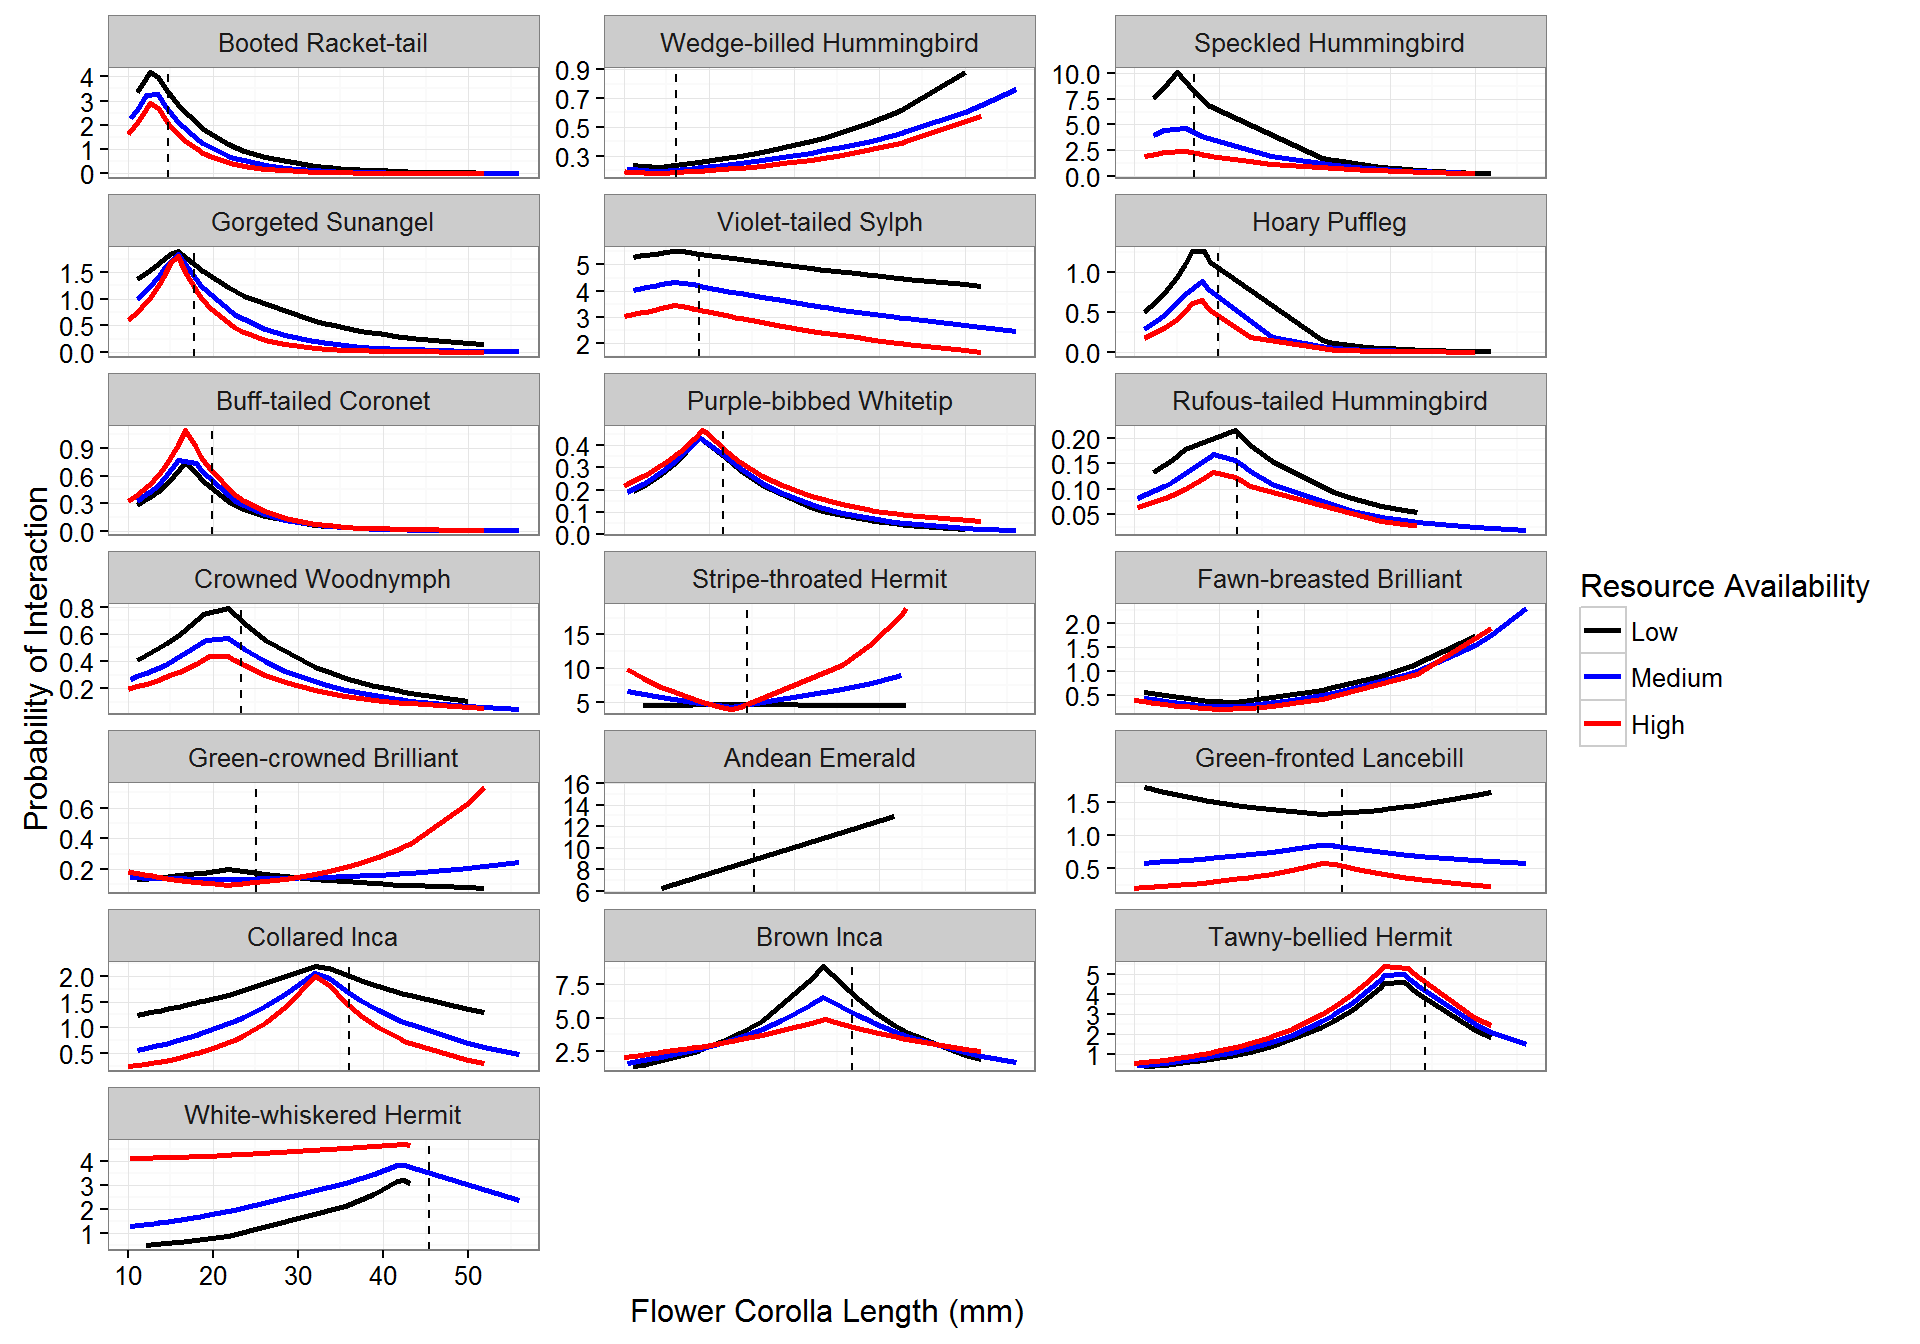 Booted Racket-tail
Wedge-billed Hummingbird
Speckled Hummingbird
4
3
2
1
0
0.9
0.7
0.5
0.3
10.0
7.5
5.0
2.5
0.0
Gorgeted Sunangel
Violet-tailed Sylph
Hoary Puffleg
1.5
1.0
0.5
0.0
5
4
3
2
1.0
0.5
0.0
Buff-tailed Coronet
Purple-bibbed Whitetip
Rufous-tailed Hummingbird
0.9
0.6
0.3
0.0
0.4
0.3
0.2
0.1
0.0
0.20
0.15
0.10
0.05
Crowned Woodnymph
Stripe-throated Hermit
Fawn-breasted Brilliant
0.8
0.6
0.4
0.2
15
10
5
2.0
1.5
1.0
0.5
Green-crowned Brilliant
Andean Emerald
Green-fronted Lancebill
0.6
0.4
0.2
16
14
12
10
8
6
1.5
1.0
0.5
Collared Inca
Brown Inca
Tawny-bellied Hermit
2.0
1.5
1.0
0.5
7.5
5.0
2.5
5
4
3
2
1
White-whiskered Hermit
4
3
2
1
10 20 30 40 50
Flower Corolla Length (mm)
Probability of Interaction
Resource Availability
Low
Medium
High